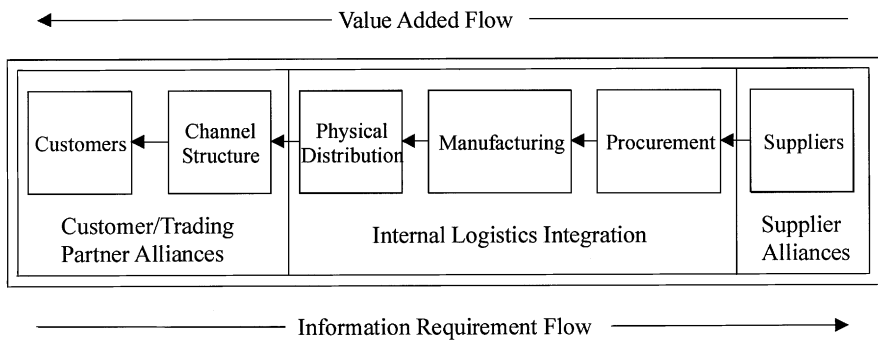 Value Added Flow
Customers
Channel
Structure
Physical
Distribution
Manufacturing
Procurement
Suppliers
Customer/Trading
Partner Alliances
Internal Logistics Integration
Supplier
Alliances
Information Requirement Flow